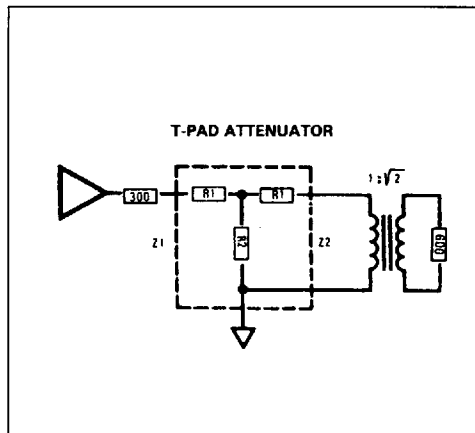 T-PAD ATTENUATOR
1:√2
300
R1
R1
Z1
R2
Z2
600